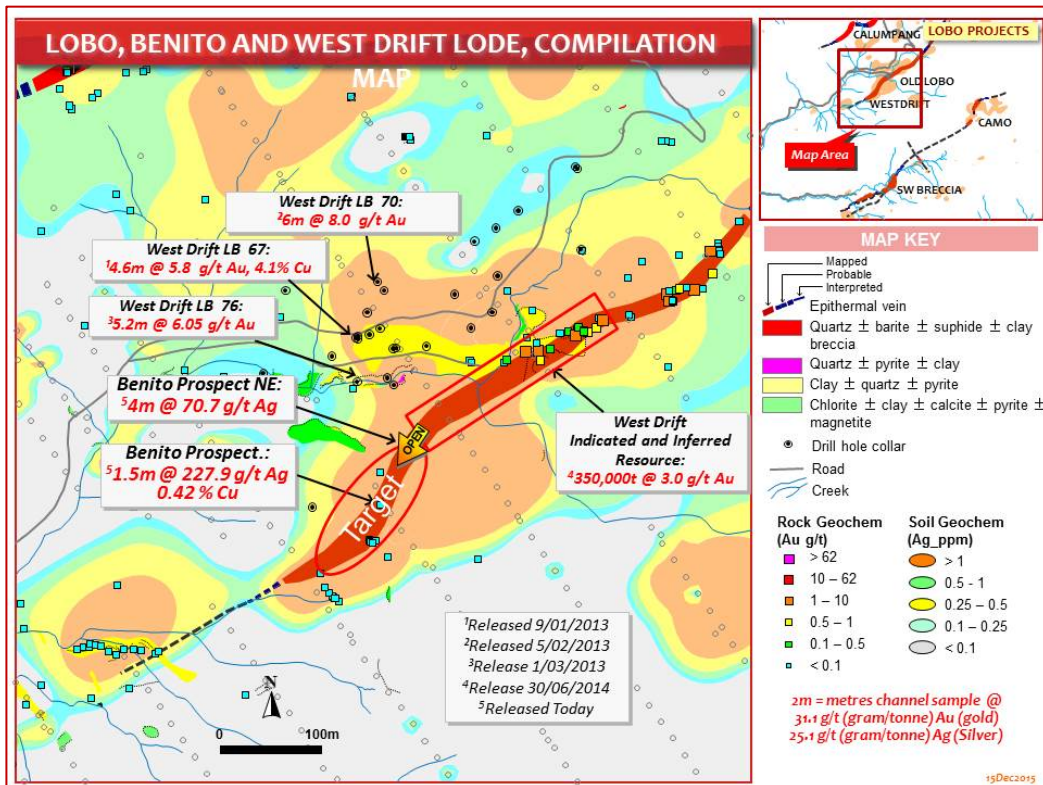 LOBO, BENITO AND WEST DRIFT LODE, COMPILATION
MAP
West Drift LB 70:
²6m @ 8.0 g/t Au
West Drift LB 67:
¹4.6m @ 5.8 g/t Au, 4.1% Cu
West Drift LB 76:
³5.2m @ 6.05 g/t Au
Benito Prospect NE:
⁵4m @ 70.7 g/t Ag
Benito Prospect.:
⁵1.5m @ 227.9 g/t Ag
0.42 % Cu
OPEN
Target
West Drift
Indicated and Inferred
Resource:
⁴350,000t @ 3.0 g/t Au
¹Released 9/01/2013
²Released 5/02/2013
³Release 1/03/2013
⁴Release 30/06/2014
⁵Released Today
N
0 100m
CALUMPANG
LOBO PROJECTS
OLD LOBO
WESTDRIFT
CAMO
Map Area
SW BRECCIA
MAP KEY
Mapped
Probable
Interpreted
Epithermal vein
Quartz ± barite ± suphide ± clay
breccia
Quartz ± pyrite ± clay
Clay ± quartz ± pyrite
Chlorite ± clay ± calcite ± pyrite ±
magnetite
Drill hole collar
Road
Creek
Rock Geochem
(Au g/t)
> 62
10 – 62
1 – 10
0.5 – 1
0.1 – 0.5
< 0.1
Soil Geochem
(Ag_ppm)
> 1
0.5 - 1
0.25 – 0.5
0.1 – 0.25
< 0.1
2m = metres channel sample @
31.1 g/t (gram/tonne) Au (gold)
25.1 g/t (gram/tonne) Ag (Silver)
15Dec2015